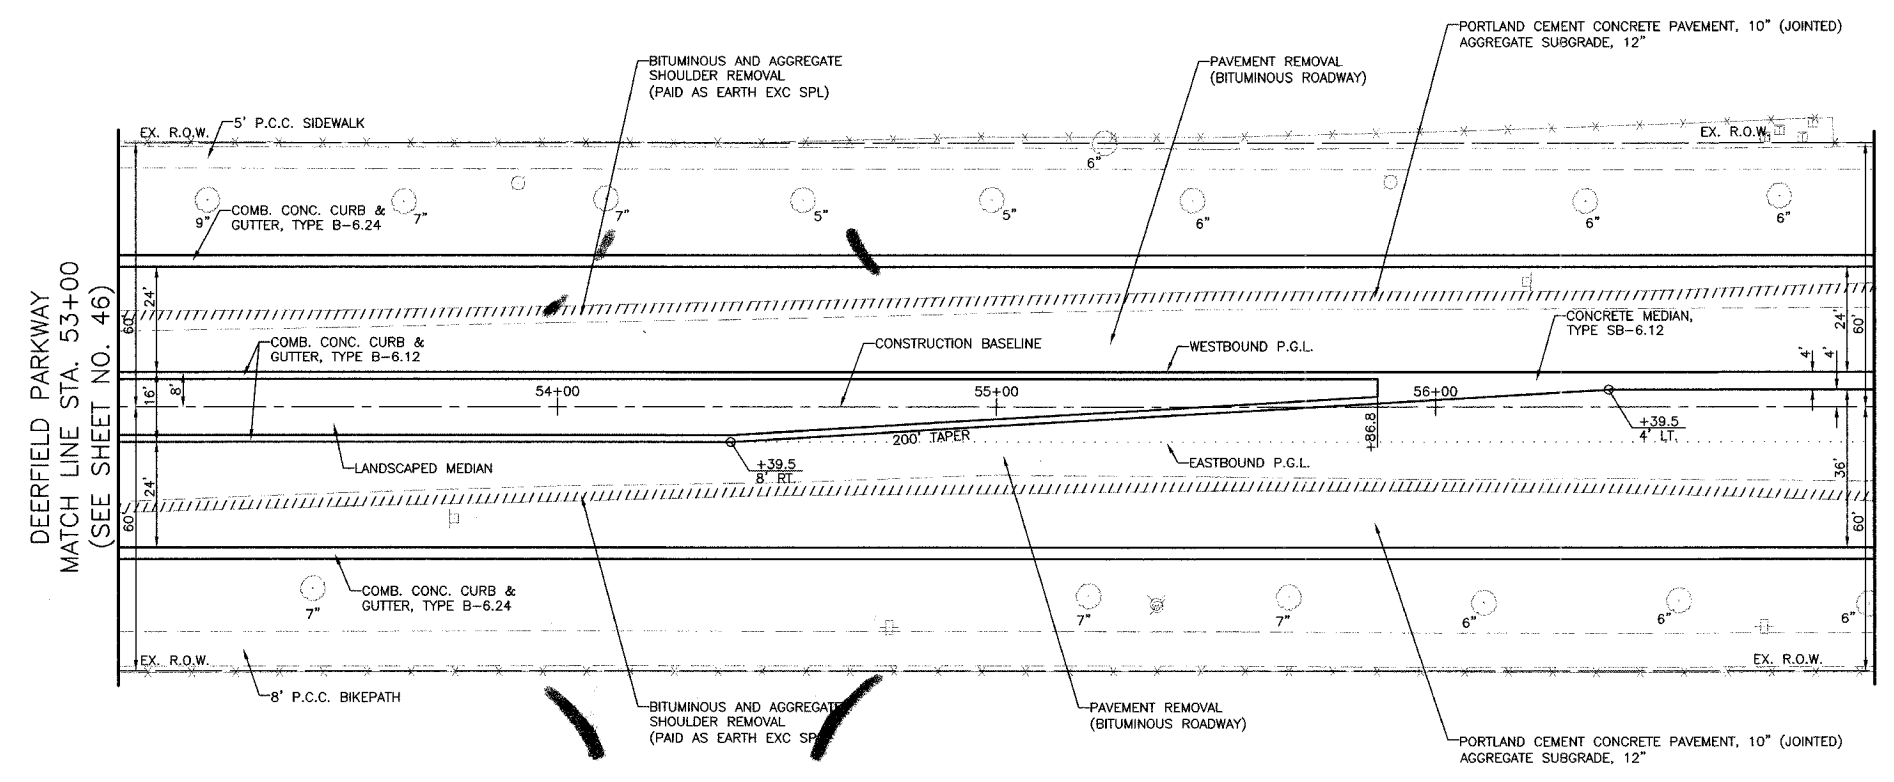 PORTLAND CEMENT CONCRETE PAVEMENT, 10" (JOINTED)
AGGREGATE SUBGRADE, 12"
BITUMINOUS AND AGGREGATE
SHOULDER REMOVAL
(PAID AS EARTH EXC SPL)
PAVEMENT REMOVAL
(BITUMINOUS ROADWAY)
5' P.C.C. SIDEWALK
EX. R.O.W.
EX. R.O.W.
6"
9"
7"
7"
5"
5"
6"
6"
6"
COMB. CONC. CURB &
GUTTER, TYPE B-6.24
DEERFIELD PARKWAY
MATCH LINE STA. 53+00
(SEE SHEET NO. 46)
24'
60'
24'
60'
CONCRETE MEDIAN,
TYPE SB-6.12
COMB. CONC. CURB &
GUTTER, TYPE B-6.12
CONSTRUCTION BASELINE
WESTBOUND P.G.L.
4'
4'
16'
8'
54+00
55+00
56+00
+39.5
4' LT.
+86.8
200' TAPER
+39.5
8' RT.
LANDSCAPED MEDIAN
EASTBOUND P.G.L.
24'
60'
36'
60'
COMB. CONC. CURB &
GUTTER, TYPE B-6.24
7"
7"
7"
6"
6"
6"
EX. R.O.W.
EX. R.O.W.
8' P.C.C. BIKEPATH
BITUMINOUS AND AGGREGATE
SHOULDER REMOVAL
(PAID AS EARTH EXC SP
PAVEMENT REMOVAL
(BITUMINOUS ROADWAY)
PORTLAND CEMENT CONCRETE PAVEMENT, 10" (JOINTED)
AGGREGATE SUBGRADE, 12"